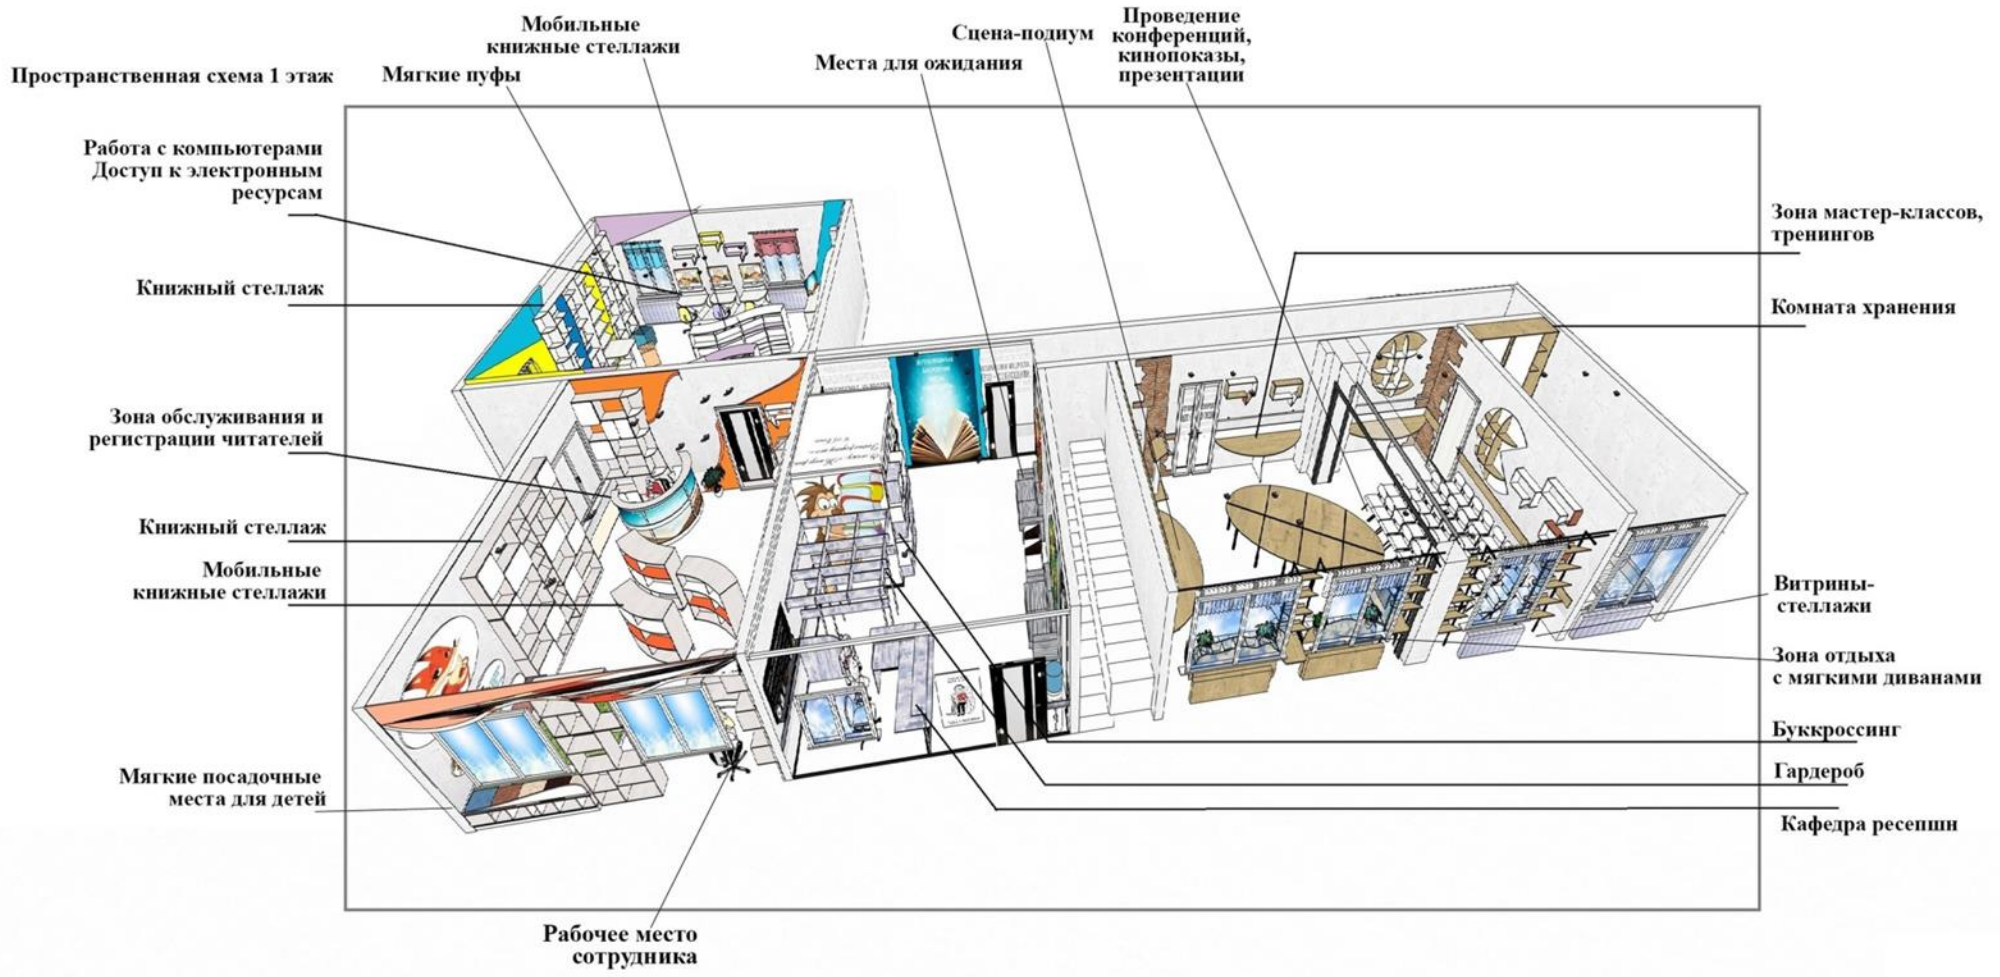 Пространственная схема 1 этаж
Мягкие пуфы
Мобильные
книжные стеллажи
Места для ожидания
Сцена-подиум
Проведение
конференций,
кинопоказы,
презентации
Работа с компьютерами
Доступ к электронным
ресурсам
Книжный стеллаж
Зона обслуживания и
регистрации читателей
Книжный стеллаж
Мобильные
книжные стеллажи
Мягкие посадочные
места для детей
Рабочее место
сотрудника
Зона мастер-классов,
тренингов
Комната хранения
Витрины-
стеллажи
Зона отдыха
с мягкими диванами
Буккроссинг
Гардероб
Кафедра ресепшн